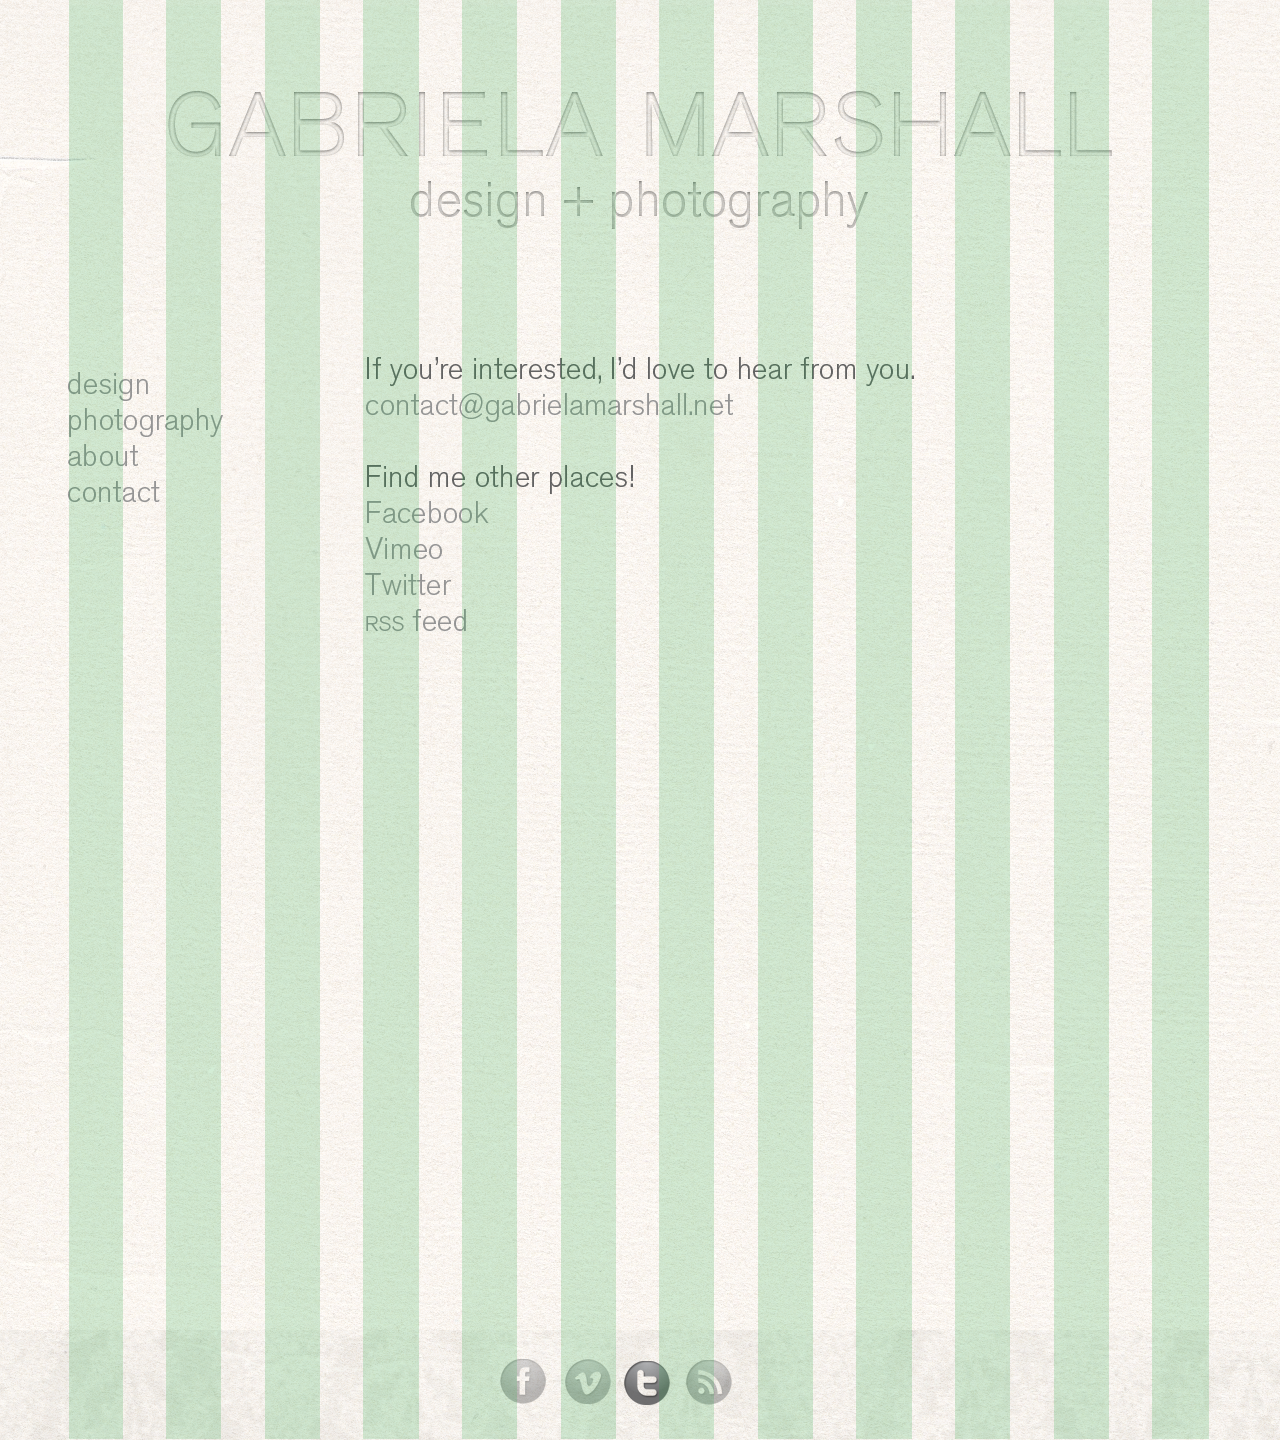 GABRIELA MARSHALL
design + photography
design
photography
about
contact
If you're interested, I'd love to hear from you.
contact@gabrielamarshall.net
Find me other places!
Facebook
Vimeo
Twitter
RSS feed